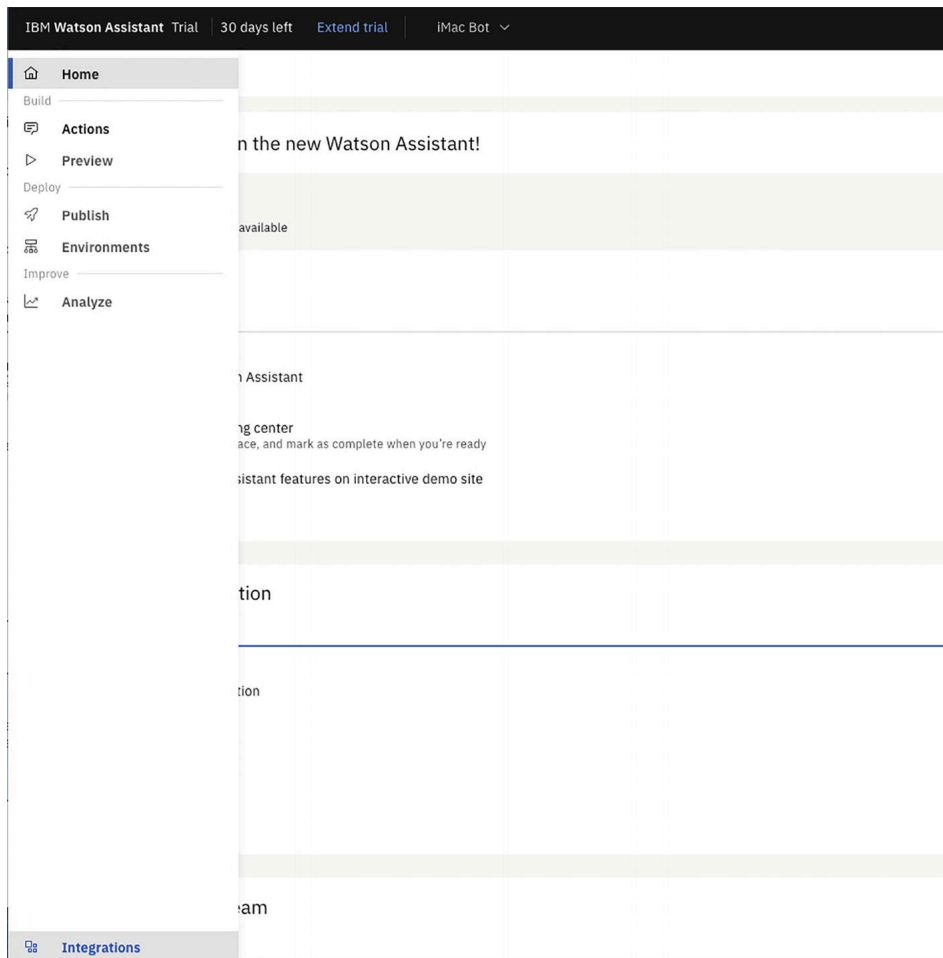 IBM Watson Assistant Trial 30 days left Extend trial iMac Bot
Home
Build
Actions
n the new Watson Assistant!
Preview
Deploy
Publish
available
Environments
Improve
Analyze
Assistant
ng center
ace, and mark as complete when you're ready
sistant features on interactive demo site
tion
tion
eam
Integrations